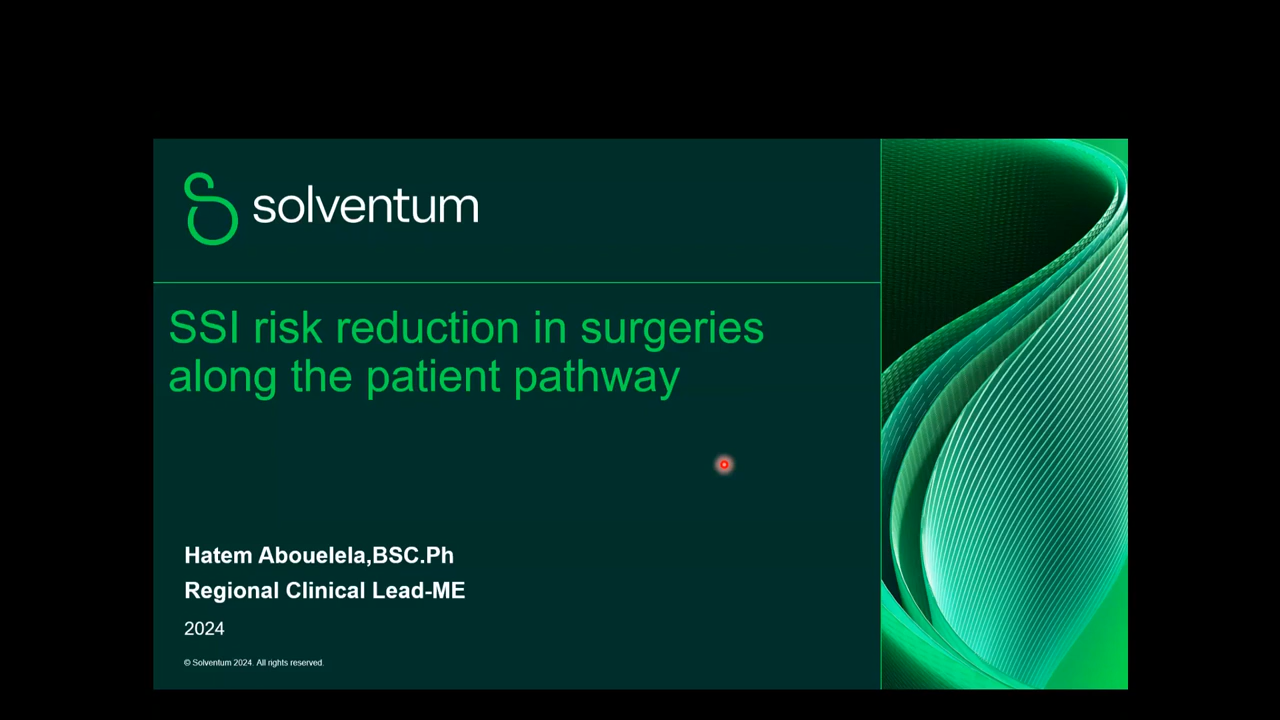 solventum
SSI risk reduction in surgeries
along the patient pathway
Hatem Abouelela,BSC.Ph
Regional Clinical Lead-ME
2024
© Solventum 2024. All rights reserved.